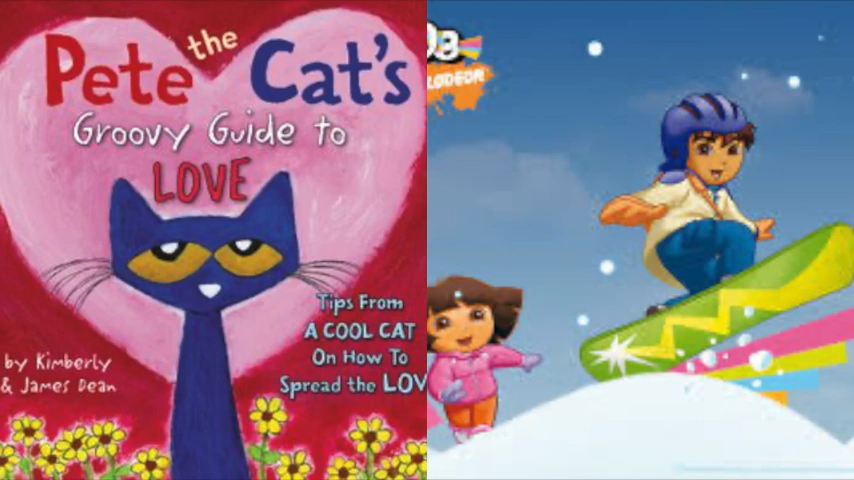 the
Pete Cat's
Groovy Guide to
LOVE
Tips From
A COOL CAT
On How To
Spread the LOV
by Kimberly
& James Dean
LODEON